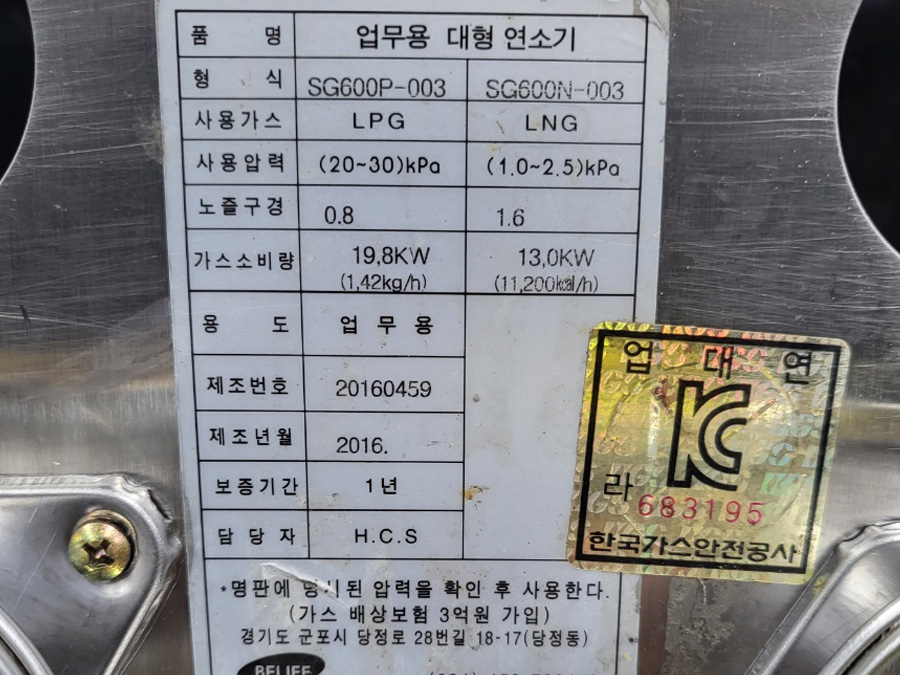 품 명 업무용 대형 연소기
형 식 SG600P-003 SG600N-003
사용가스 LPG LNG
사용압력 (20~30)kPa (1.0~2.5)kPa
노즐구경 0.8 1.6
가스소비량 19,8KW 13,0KW
(1,42kg/h) (11,200kcal/h)
용 도 업 무 용
제조번호 20160459
제조년월 2016.
보증기간 1년
담 당 자 H.C.S
*명판에 당시된 압력을 확인 후 사용한다.
(가스 배상보험 3억원 가입)
경기도 군포시 당정로 28번길 18-17(당정동)
BELIEF
업 대 연
KC
라 683195
한국가스안전공사